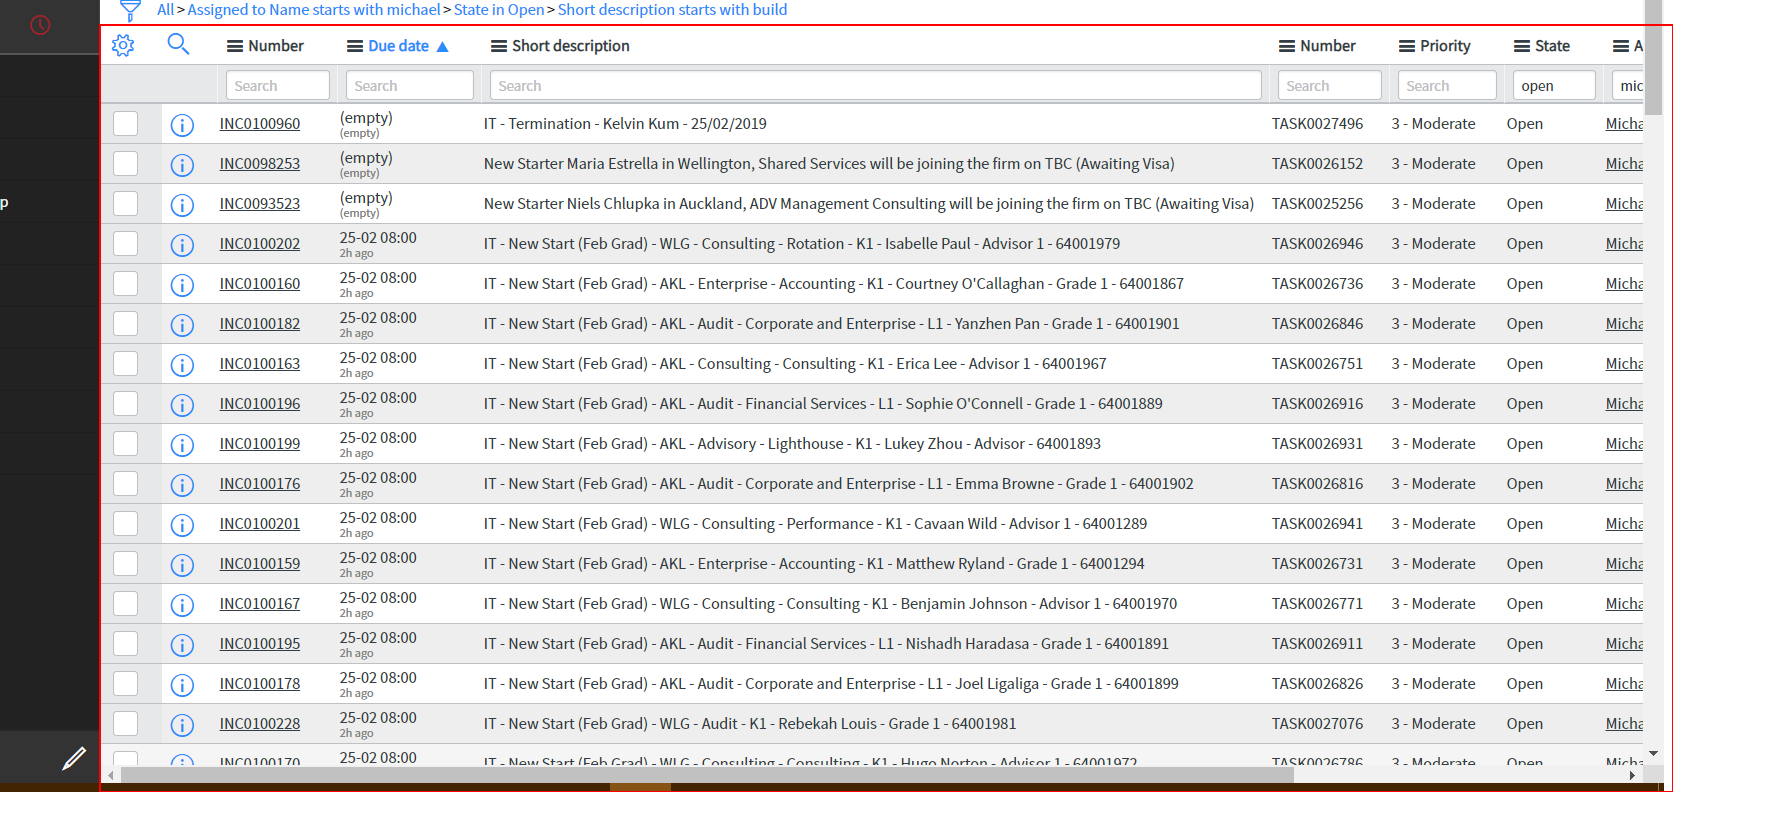 All > Assigned to Name starts with michael > State in Open > Short description starts with build
Number Due date ▲ Short description Number Priority State A
Search Search Search Search Search open mic
INC0100960 (empty) (empty) IT - Termination - Kelvin Kum - 25/02/2019 TASK0027496 3 - Moderate Open Micha
INC0098253 (empty) (empty) New Starter Maria Estrella in Wellington, Shared Services will be joining the firm on TBC (Awaiting Visa) TASK0026152 3 - Moderate Open Micha
p
INC0093523 (empty) (empty) New Starter Niels Chlupka in Auckland, ADV Management Consulting will be joining the firm on TBC (Awaiting Visa) TASK0025256 3 - Moderate Open Micha
INC0100202 25-02 08:00 2h ago IT - New Start (Feb Grad) - WLG - Consulting - Rotation - K1 - Isabelle Paul - Advisor 1 - 64001979 TASK0026946 3 - Moderate Open Micha
INC0100160 25-02 08:00 2h ago IT - New Start (Feb Grad) - AKL - Enterprise - Accounting - K1 - Courtney O'Callaghan - Grade 1 - 64001867 TASK0026736 3 - Moderate Open Micha
INC0100182 25-02 08:00 2h ago IT - New Start (Feb Grad) - AKL - Audit - Corporate and Enterprise - L1 - Yanzhen Pan - Grade 1 - 64001901 TASK0026846 3 - Moderate Open Micha
INC0100163 25-02 08:00 2h ago IT - New Start (Feb Grad) - AKL - Consulting - Consulting - K1 - Erica Lee - Advisor 1 - 64001967 TASK0026751 3 - Moderate Open Micha
INC0100196 25-02 08:00 2h ago IT - New Start (Feb Grad) - AKL - Audit - Financial Services - L1 - Sophie O'Connell - Grade 1 - 64001889 TASK0026916 3 - Moderate Open Micha
INC0100199 25-02 08:00 2h ago IT - New Start (Feb Grad) - AKL - Advisory - Lighthouse - K1 - Lukey Zhou - Advisor - 64001893 TASK0026931 3 - Moderate Open Micha
INC0100176 25-02 08:00 2h ago IT - New Start (Feb Grad) - AKL - Audit - Corporate and Enterprise - L1 - Emma Browne - Grade 1 - 64001902 TASK0026816 3 - Moderate Open Micha
INC0100201 25-02 08:00 2h ago IT - New Start (Feb Grad) - WLG - Consulting - Performance - K1 - Cavaan Wild - Advisor 1 - 64001289 TASK0026941 3 - Moderate Open Micha
INC0100159 25-02 08:00 2h ago IT - New Start (Feb Grad) - AKL - Enterprise - Accounting - K1 - Matthew Ryland - Grade 1 - 64001294 TASK0026731 3 - Moderate Open Micha
INC0100167 25-02 08:00 2h ago IT - New Start (Feb Grad) - WLG - Consulting - Consulting - K1 - Benjamin Johnson - Advisor 1 - 64001970 TASK0026771 3 - Moderate Open Micha
INC0100195 25-02 08:00 2h ago IT - New Start (Feb Grad) - AKL - Audit - Financial Services - L1 - Nishadh Haradasa - Grade 1 - 64001891 TASK0026911 3 - Moderate Open Micha
INC0100178 25-02 08:00 2h ago IT - New Start (Feb Grad) - AKL - Audit - Corporate and Enterprise - L1 - Joel Ligaliga - Grade 1 - 64001899 TASK0026826 3 - Moderate Open Micha
INC0100228 25-02 08:00 2h ago IT - New Start (Feb Grad) - WLG - Audit - K1 - Rebekah Louis - Grade 1 - 64001981 TASK0027076 3 - Moderate Open Micha
INC0100170 25-02 08:00 IT - New Start (Feb Grad) - WLG - Consulting - Consulting - K1 - Hugo Norton - Advisor 1 - 64001972 TASK0026786 3 - Moderate Open Micha